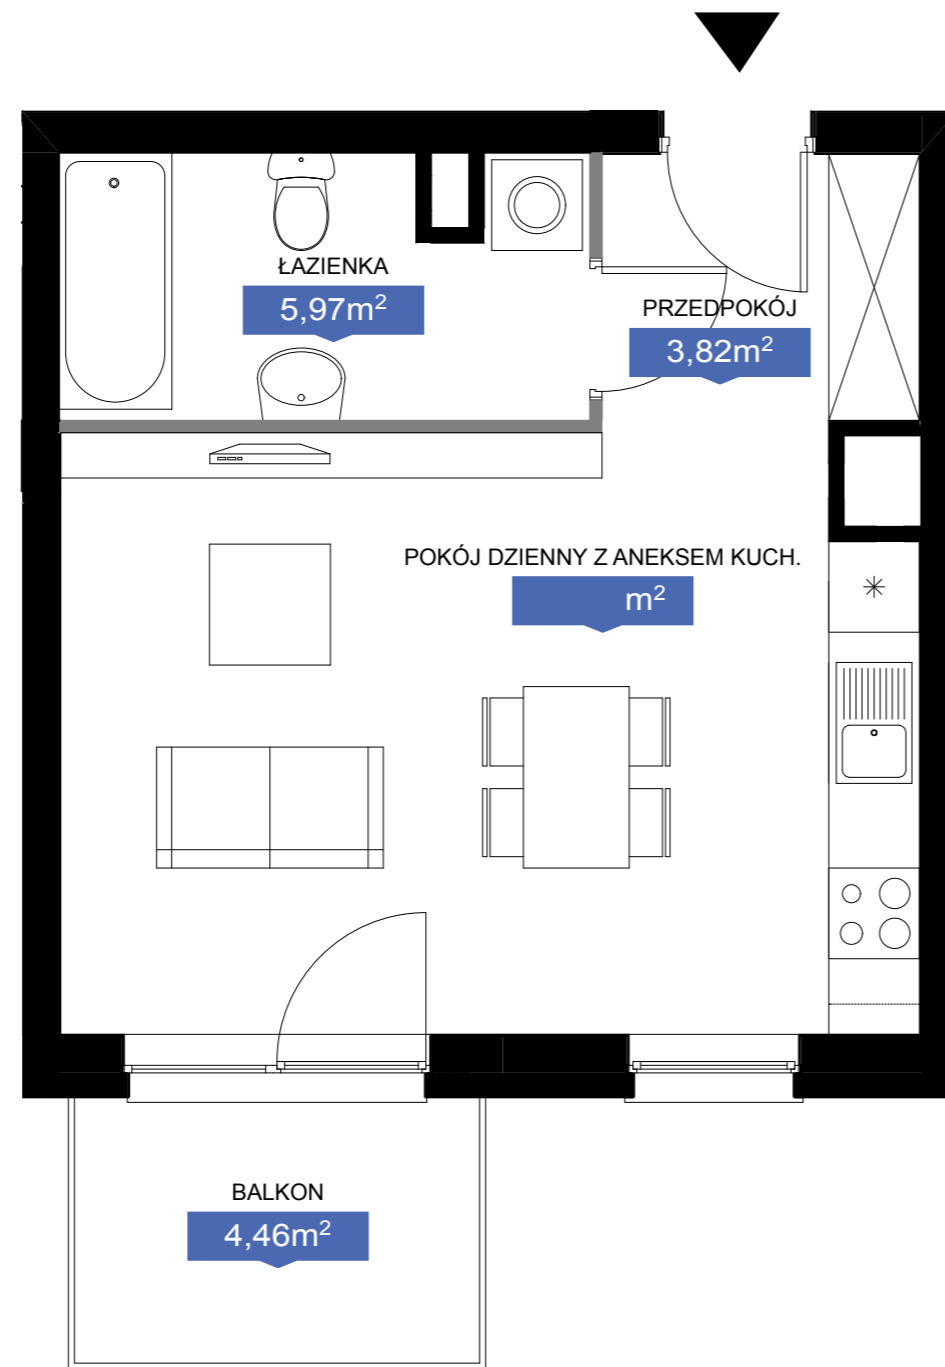 ŁAZIENKA
5,97m²
PRZEDPOKÓJ
3,82m²
POKÓJ DZIENNY Z ANEKSEM KUCH.
m²
BALKON
4,46m²